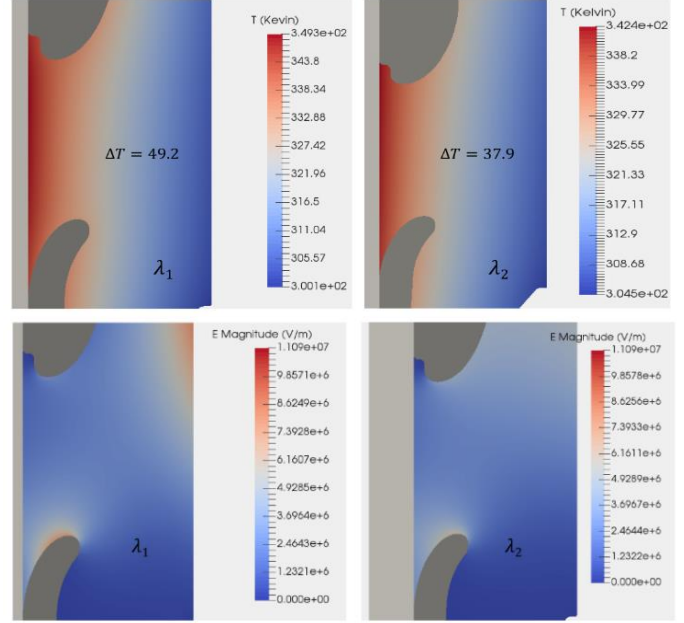 T (Kevin)
3.493e+02
343.8
338.34
332.88
327.42
321.96
316.5
311.04
305.57
3.001e+02
ΔT = 49.2
λ₁
T (Kelvin)
3.424e+02
338.2
333.99
329.77
325.55
321.33
317.11
312.9
308.68
3.045e+02
ΔT = 37.9
λ₂
E Magnitude (V/m)
1.109e+07
9.8571e+6
8.6249e+6
7.3928e+6
6.1607e+6
4.9285e+6
3.6964e+6
2.4643e+6
1.2321e+6
0.000e+00
λ₁
E Magnitude (V/m)
1.109e+07
9.8578e+6
8.6256e+6
7.3933e+6
6.1611e+6
4.9289e+6
3.6967e+6
2.4644e+6
1.2322e+6
0.000e+00
λ₂